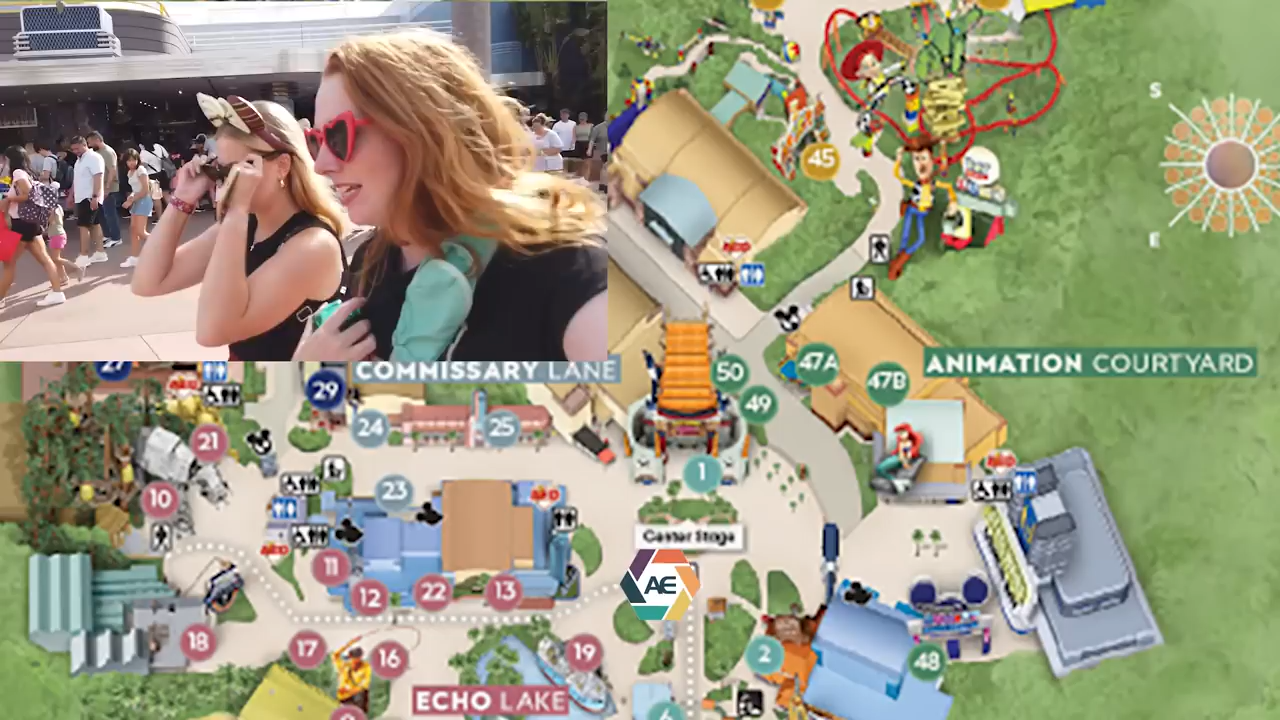 S
45
E
27
COMMISSARY LANE
50
47A
ANIMATION COURTYARD
47B
29
49
24
25
21
1
10
23
Center Stage
11
AE
12
22
13
18
17
16
19
2
48
ECHO LAKE
6